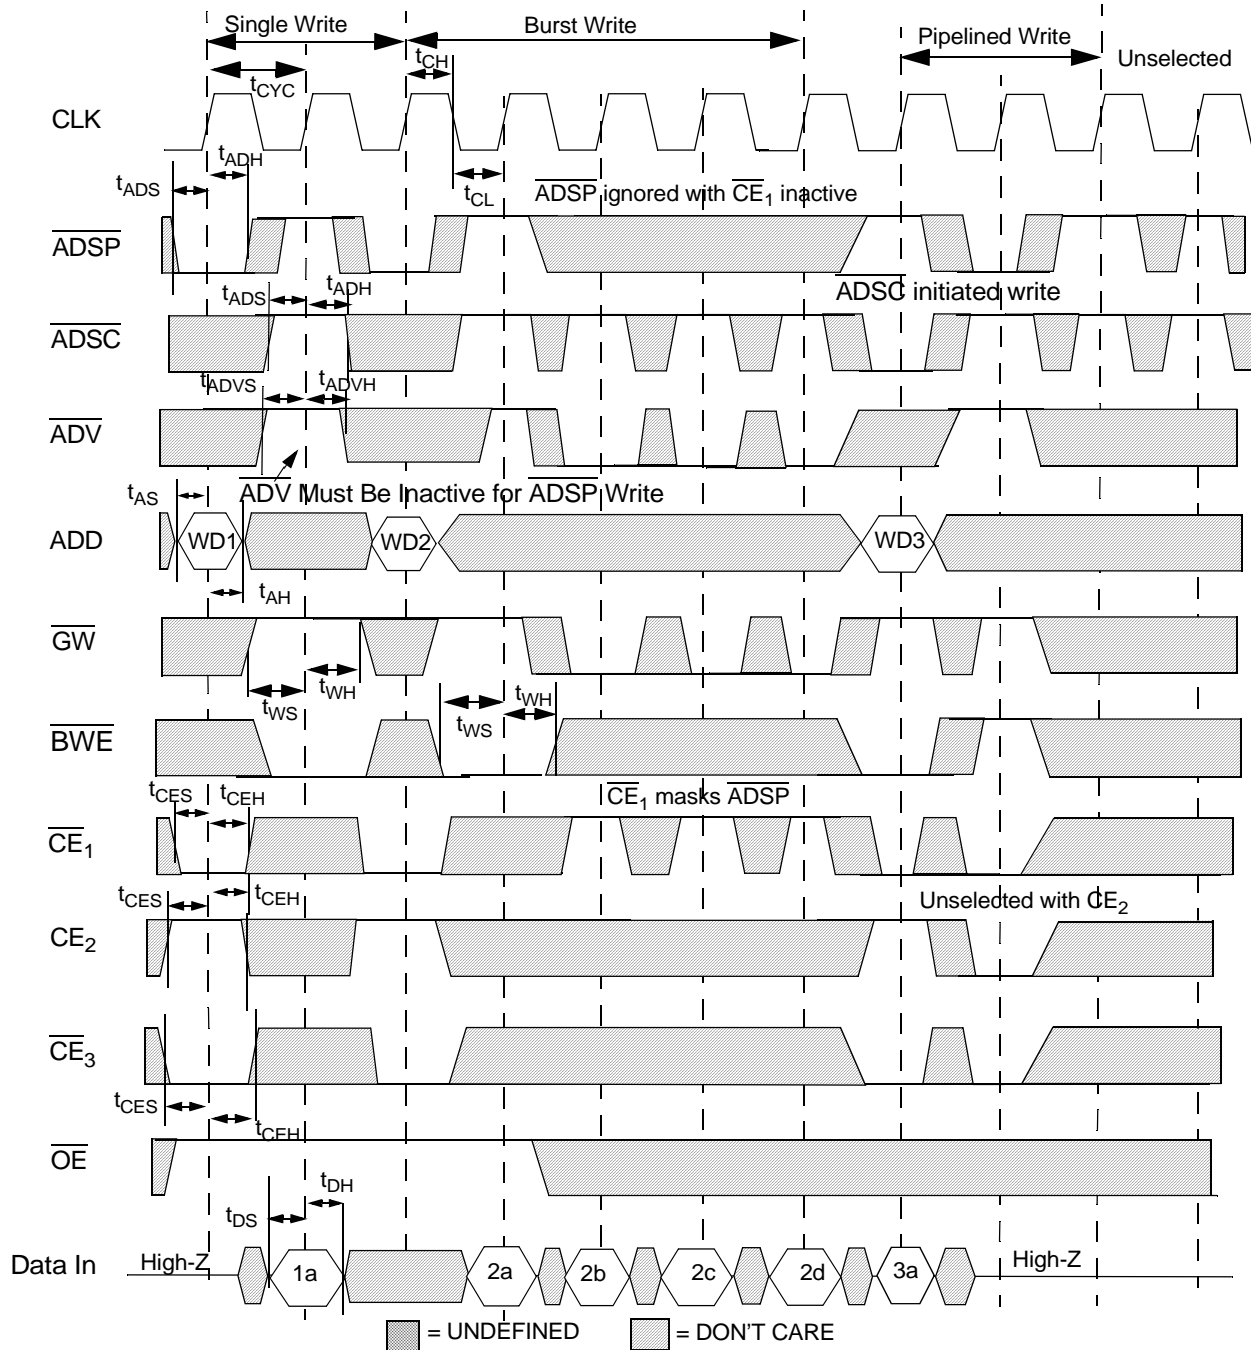 Single Write
Burst Write
Pipelined Write
Unselected
tCH
tCYC
CLK
tADH
tADS
tCL
ADSP ignored with CE1 inactive
ADSP
tADS
tADH
ADSC initiated write
ADSC
tADVS
tADVH
ADV
tAS
ADV Must Be Inactive for ADSP Write
ADD
WD1
WD2
WD3
tAH
GW
tWH
tWS
tWH
tWS
BWE
tCES
tCEH
CE1 masks ADSP
CE1
tCES
tCEH
Unselected with CE2
CE2
CE3
tCES
tCEH
OE
tDH
tDS
Data In
High-Z
1a
2a
2b
2c
2d
3a
High-Z
= UNDEFINED
= DON'T CARE